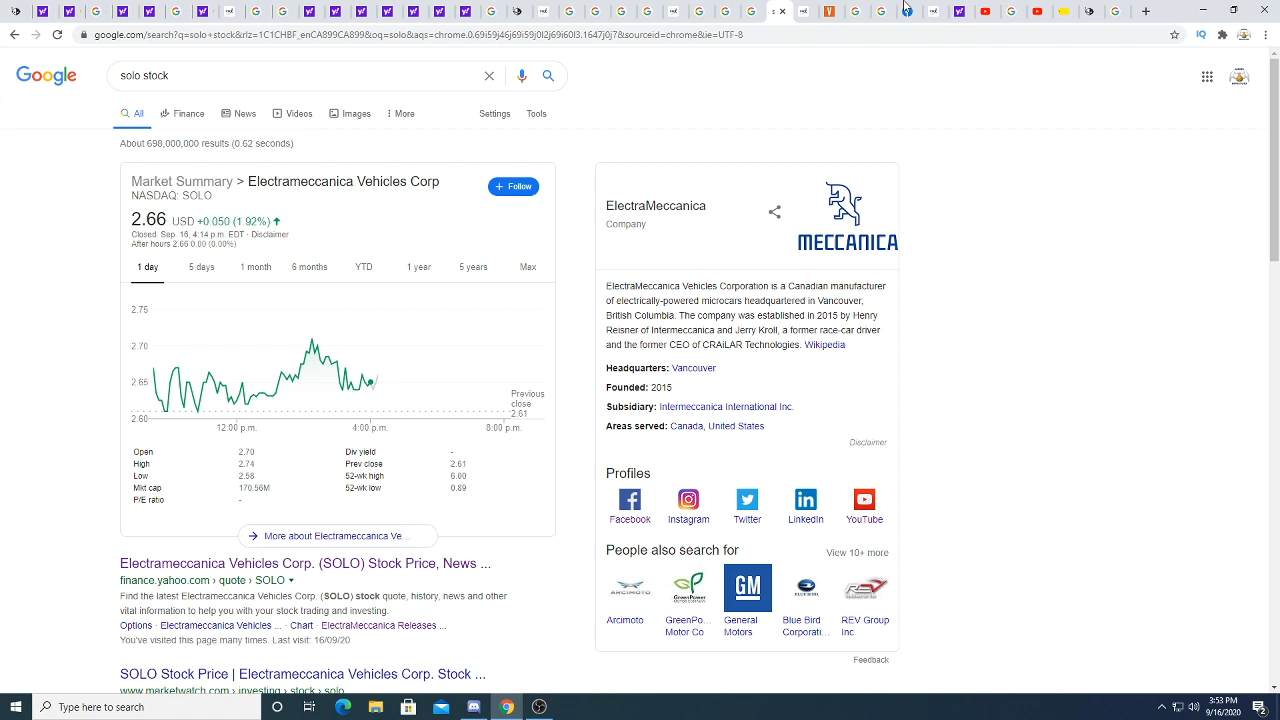 google.com/search?q=solo+stock&rlz=1C1CHBF_enCA899CA899&oq=solo&aqs=chrome.0.69i59j46j69i59j0l2j69i60l3.1647j0j7&sourceid=chrome&ie=UTF-8
IQ
Google
solo stock
All
Finance
News
Videos
Images
More
Settings
Tools
About 698,000,000 results (0.62 seconds)
Market Summary > Electrameccanica Vehicles Corp
NASDAQ: SOLO
Follow
2.66 USD +0.050 (1.92%)
Closed: Sep. 16, 4:14 p.m. EDT · Disclaimer
After hours 2.66 0.00 (0.00%)
1 day
5 days
1 month
6 months
YTD
1 year
5 years
Max
2.75
2.70
2.65
2.60
Previous
close
2.61
12:00 p.m.
4:00 p.m.
8:00 p.m.
Open 2.70 Div yield -
High 2.74 Prev close 2.61
Low 2.58 52-wk high 6.00
Mkt cap 170.56M 52-wk low 0.89
P/E ratio -
More about Electrameccanica Ve...
Electrameccanica Vehicles Corp. (SOLO) Stock Price, News ...
finance.yahoo.com › quote › SOLO
Find the latest Electrameccanica Vehicles Corp. (SOLO) stock quote, history, news and other
vital information to help you with your stock trading and investing.
Options · Electrameccanica Vehicles ... · Chart · ElectraMeccanica Releases ...
You've visited this page many times. Last visit: 16/09/20
SOLO Stock Price | Electrameccanica Vehicles Corp. Stock ...
www.marketwatch.com › investing › stock › solo
ElectraMeccanica
Company
MECCANICA
ElectraMeccanica Vehicles Corporation is a Canadian manufacturer
of electrically-powered microcars headquartered in Vancouver,
British Columbia. The company was established in 2015 by Henry
Reisner of Intermeccanica and Jerry Kroll, a former race-car driver
and the former CEO of CRAiLAR Technologies. Wikipedia
Headquarters: Vancouver
Founded: 2015
Subsidiary: Intermeccanica International Inc.
Areas served: Canada, United States
Disclaimer
Profiles
Facebook
Instagram
Twitter
LinkedIn
YouTube
People also search for
View 10+ more
GM
Arcimoto
GreenPo...
Motor Co
General
Motors
Blue Bird
Corporati...
REV Group
Inc
Feedback
Type here to search
3:53 PM
9/16/2020
2